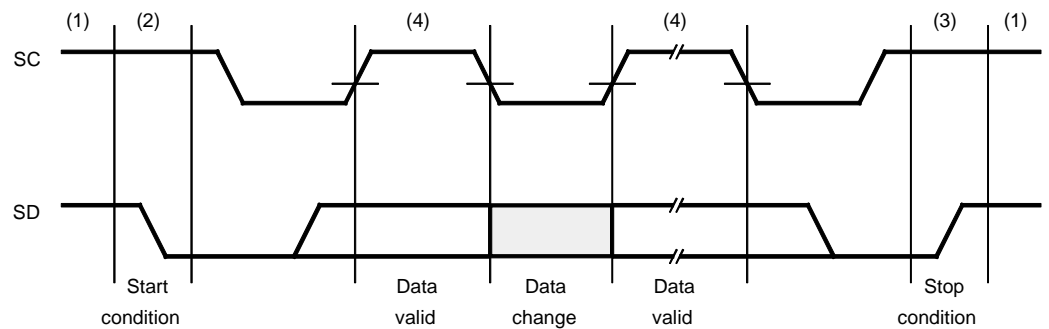 (1) (2) (4) (4) (3) (1)
SC
SD
Start condition
Data valid
Data change
Data valid
Stop condition